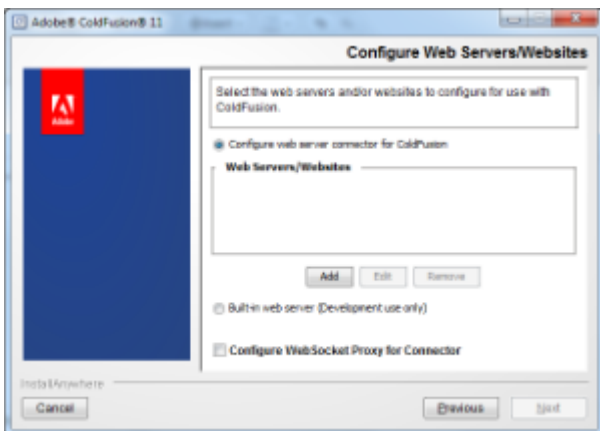 Adobe® ColdFusion® 11
Configure Web Servers/Websites
Adobe
Select the web servers and/or websites to configure for use with
ColdFusion.
Configure web server connector for ColdFusion
Web Servers/Websites
Add Edit Remove
Built-in web server (Development use only)
Configure WebSocket Proxy for Connector
InstallAnywhere
Cancel Previous Next